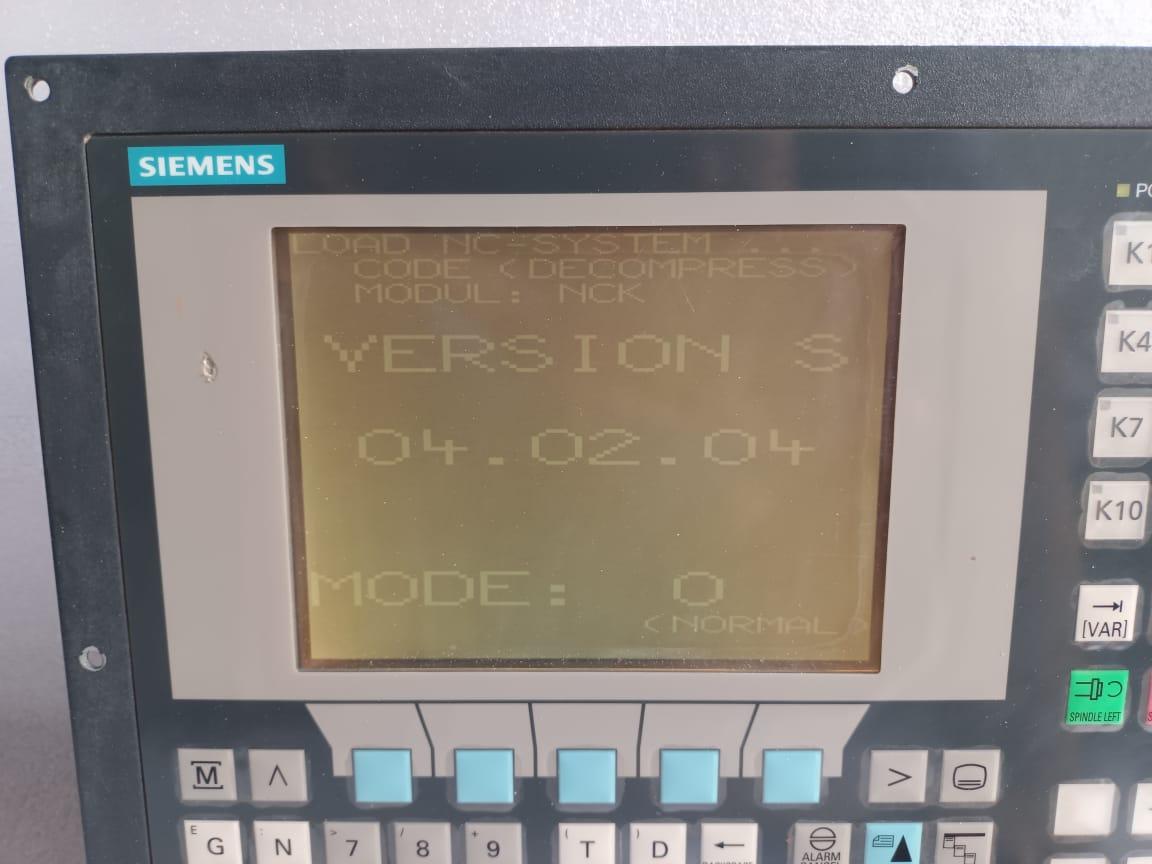 SIEMENS
LOAD NC-SYSTEM ...
CODE (DECOMPRESS)
MODUL: NCK
VERSION S
04.02.04
MODE: 0
(NORMAL)
K1
K4
K7
K10
[VAR]
SPINDLE LEFT
M
E
G
:
N
>
7
/
8
+
9
(
T
)
D
ALARM